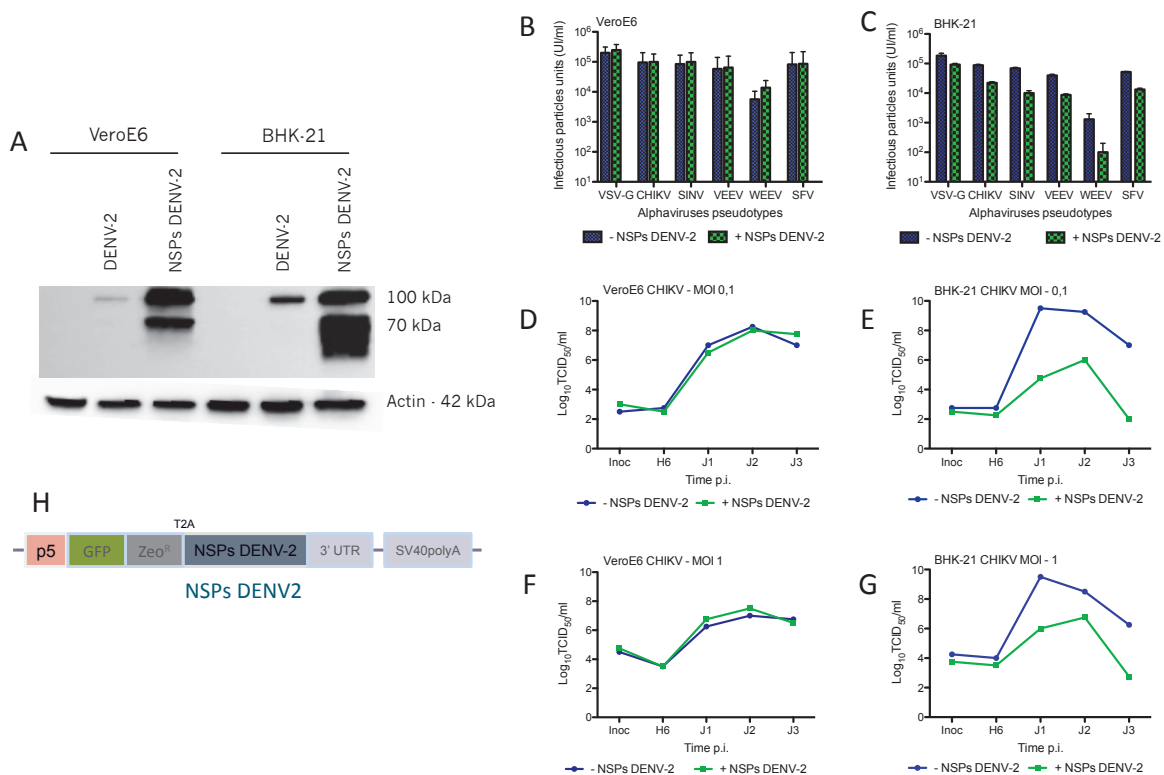 A
VeroE6
BHK-21
DENV-2
NSPs DENV-2
DENV-2
NSPs DENV-2
100 kDa
70 kDa
Actin - 42 kDa
H
T2A
p5
GFP
Zeo^R
NSPs DENV-2
3' UTR
SV40polyA
NSPs DENV2
B
VeroE6
Infectious particles units (UI/ml)
10^6
10^5
10^4
10^3
10^2
10^1
VSV-G CHIKV SINV VEEV WEEV SFV
Alphaviruses pseudotypes
- NSPs DENV-2 + NSPs DENV-2
C
BHK-21
Infectious particles units (UI/ml)
10^6
10^5
10^4
10^3
10^2
10^1
VSV-G CHIKV SINV VEEV WEEV SFV
Alphaviruses pseudotypes
- NSPs DENV-2 + NSPs DENV-2
D
VeroE6 CHIKV - MOI 0,1
Log10TCID50/ml
10
8
6
4
2
0
Inoc H6 J1 J2 J3
Time p.i.
- NSPs DENV-2 + NSPs DENV-2
E
BHK-21 CHIKV MOI - 0,1
Log10TCID50/ml
10
8
6
4
2
0
Inoc H6 J1 J2 J3
Time p.i.
- NSPs DENV-2 + NSPs DENV-2
F
VeroE6 CHIKV - MOI 1
Log10TCID50/ml
10
8
6
4
2
0
Inoc H6 J1 J2 J3
Time p.i.
- NSPs DENV-2 + NSPs DENV-2
G
BHK-21 CHIKV MOI - 1
Log10TCID50/ml
10
8
6
4
2
0
Inoc H6 J1 J2 J3
Time p.i.
- NSPs DENV-2 + NSPs DENV-2